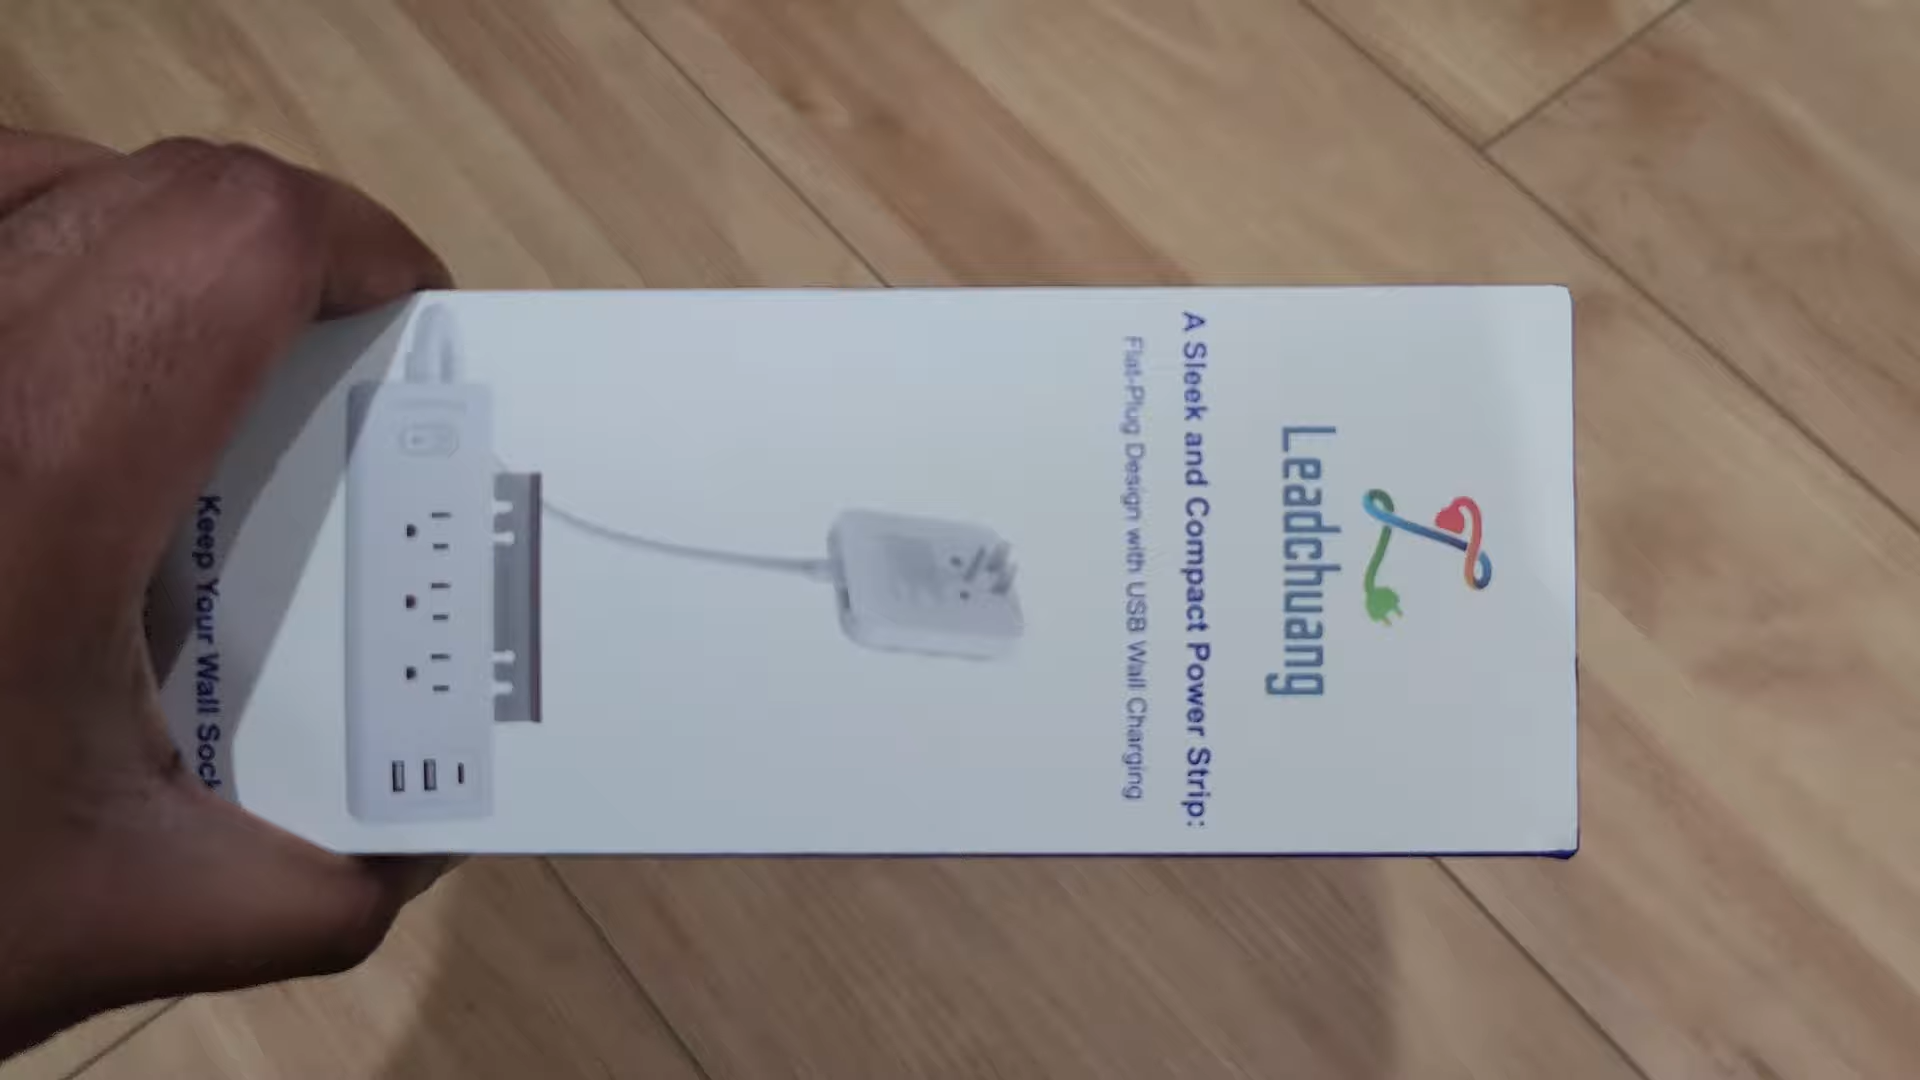 Leadchuang
A Sleek and Compact Power Strip:
Flat-Plug Design with USB Wall Charging
Keep Your Wall